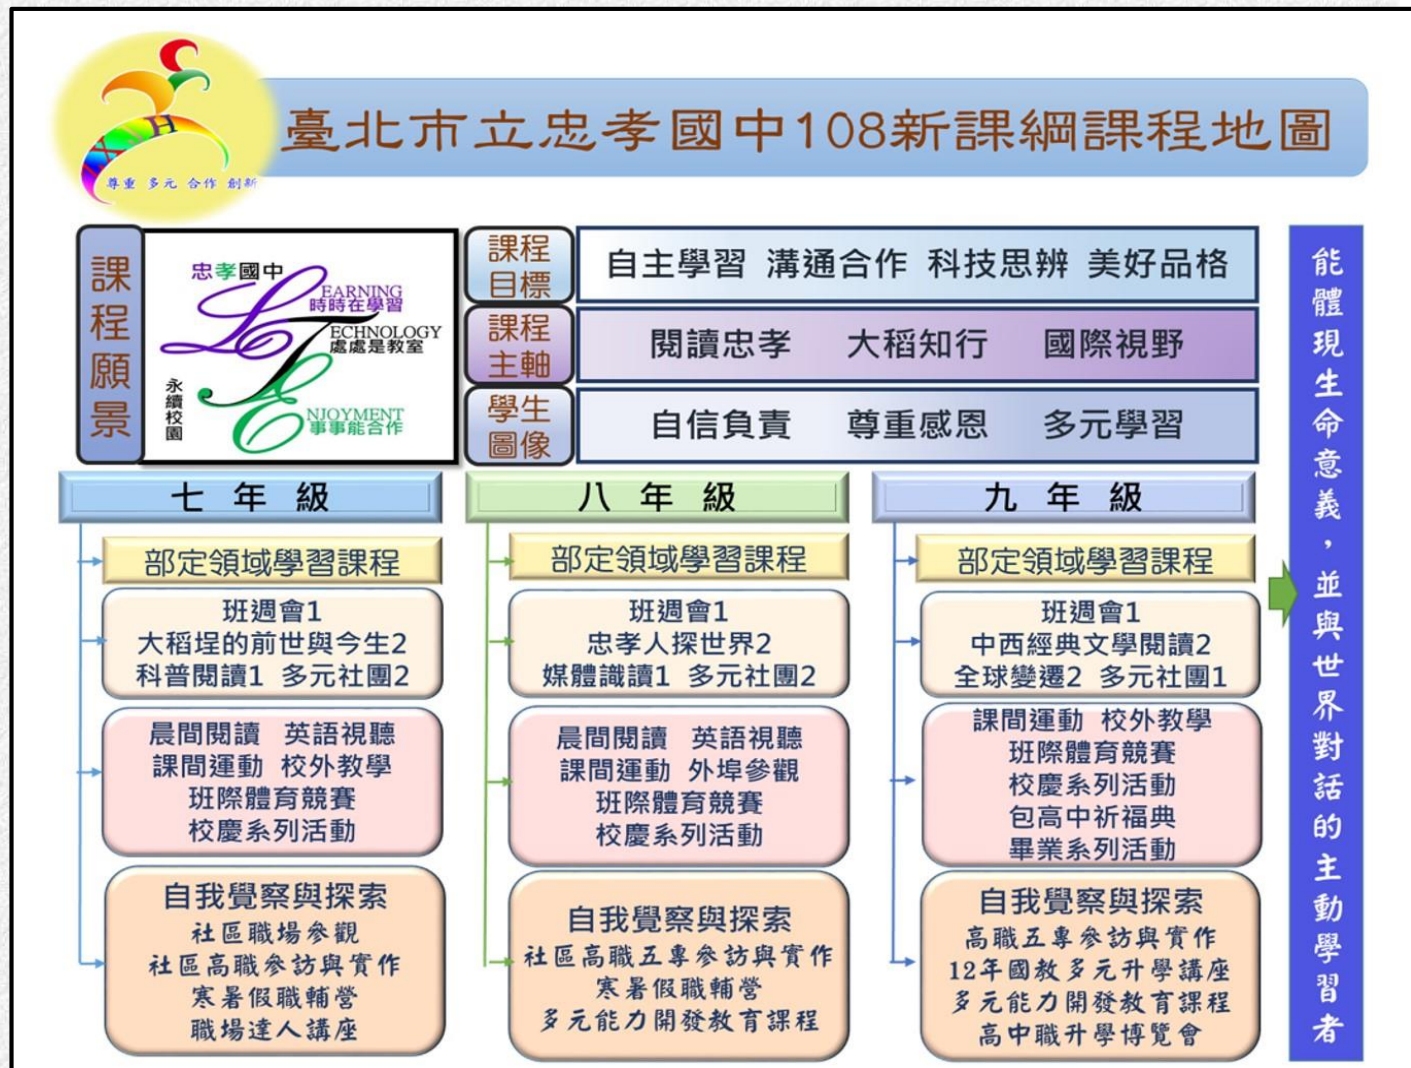 臺北市立忠孝國中108新課綱課程地圖
XH
尊重 多元 合作 創新
課程願景
忠孝國中
LEARNING
時時在學習
TECHNOLOGY
處處是教室
ENJOYMENT
事事能合作
永續校園
課程
目標
自主學習 溝通合作 科技思辨 美好品格
課程
主軸
閱讀忠孝 大稻知行 國際視野
學生
圖像
自信負責 尊重感恩 多元學習
七年級
部定領域學習課程
班週會1
大稻埕的前世與今生2
科普閱讀1 多元社團2
晨間閱讀 英語視聽
課間運動 校外教學
班際體育競賽
校慶系列活動
自我覺察與探索
社區職場參觀
社區高職參訪與實作
寒暑假職輔營
職場達人講座
八年級
部定領域學習課程
班週會1
忠孝人探世界2
媒體識讀1 多元社團2
晨間閱讀 英語視聽
課間運動 外埠參觀
班際體育競賽
校慶系列活動
自我覺察與探索
社區高職五專參訪與實作
寒暑假職輔營
多元能力開發教育課程
九年級
部定領域學習課程
班週會1
中西經典文學閱讀2
全球變遷2 多元社團1
課間運動 校外教學
班際體育競賽
校慶系列活動
包高中祈福典
畢業系列活動
自我覺察與探索
高職五專參訪與實作
12年國教多元升學講座
多元能力開發教育課程
高中職升學博覽會
能體現生命意義，並與世界對話的主動學習者